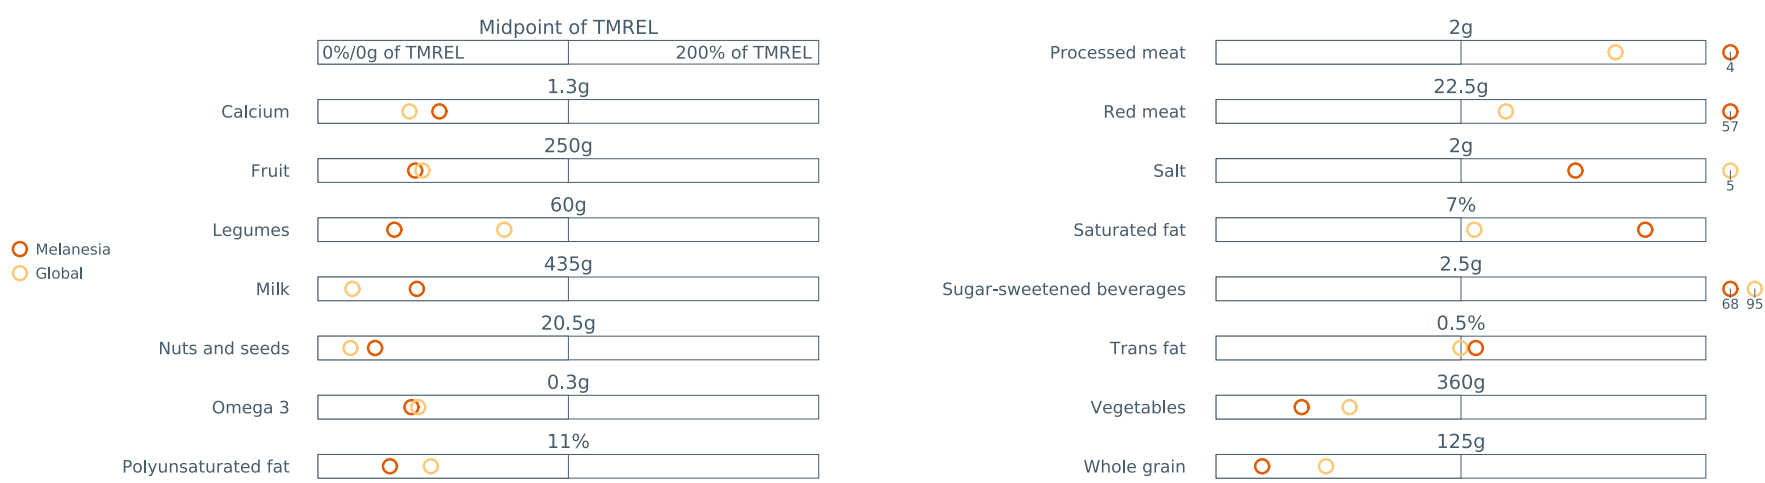 Midpoint of TMREL
0%/0g of TMREL 200% of TMREL
1.3g
Calcium
250g
Fruit
60g
Legumes
435g
Milk
20.5g
Nuts and seeds
0.3g
Omega 3
11%
Polyunsaturated fat
Melanesia
Global
2g
Processed meat
4
22.5g
Red meat
57
2g
Salt
5
7%
Saturated fat
2.5g
Sugar-sweetened beverages
68 95
0.5%
Trans fat
360g
Vegetables
125g
Whole grain